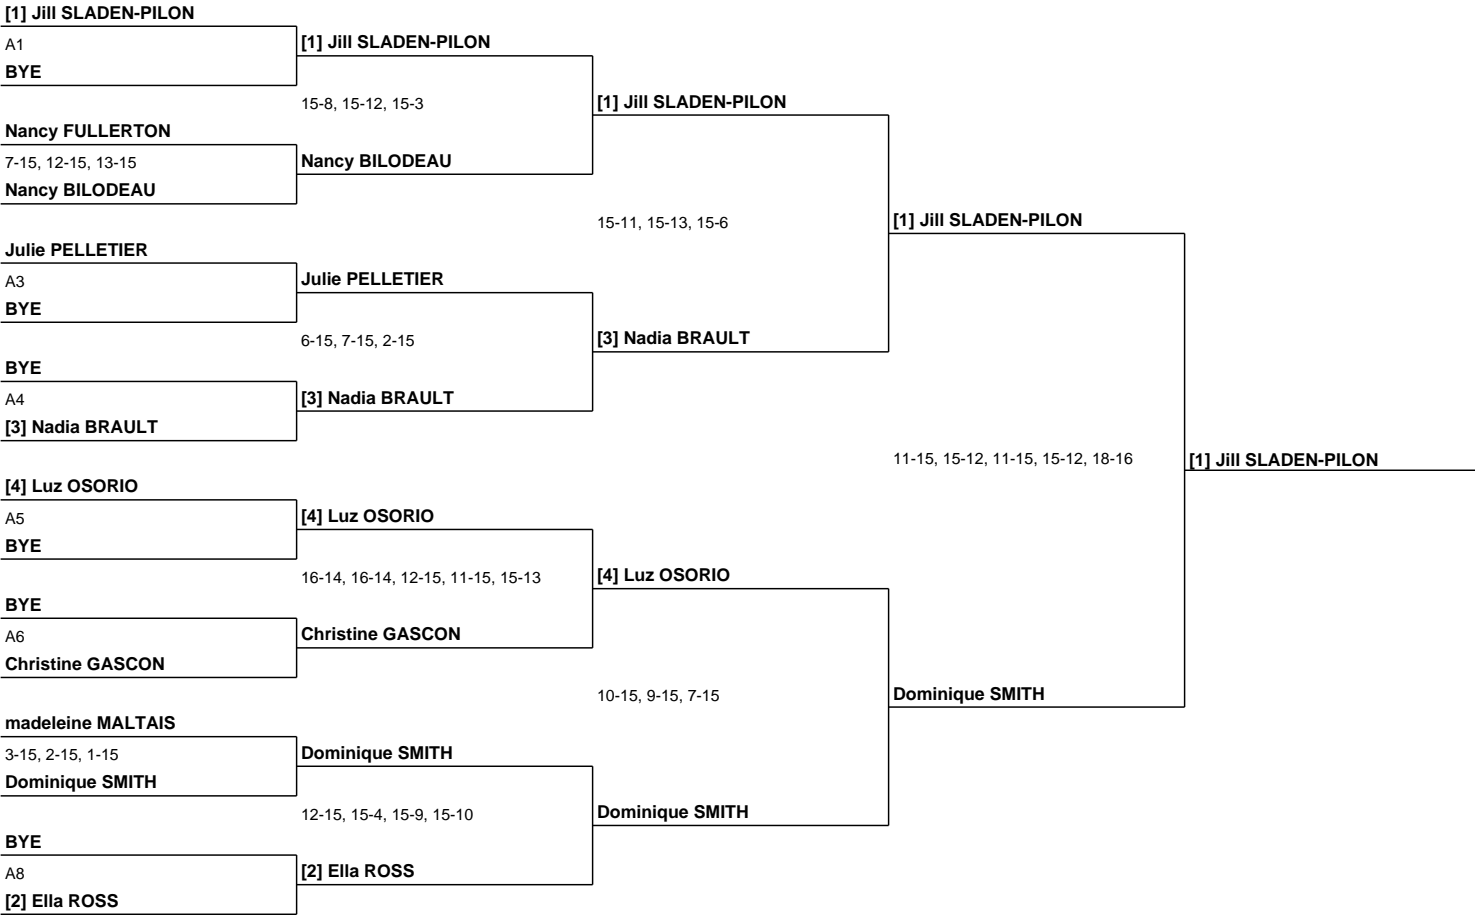 [1] Jill SLADEN-PILON
A1
BYE
Nancy FULLERTON
7-15, 12-15, 13-15
Nancy BILODEAU
Julie PELLETIER
A3
BYE
BYE
A4
[3] Nadia BRAULT
[4] Luz OSORIO
A5
BYE
BYE
A6
Christine GASCON
madeleine MALTAIS
3-15, 2-15, 1-15
Dominique SMITH
BYE
A8
[2] Ella ROSS
[1] Jill SLADEN-PILON
15-8, 15-12, 15-3
Nancy BILODEAU
Julie PELLETIER
6-15, 7-15, 2-15
[3] Nadia BRAULT
[4] Luz OSORIO
16-14, 16-14, 12-15, 11-15, 15-13
Christine GASCON
Dominique SMITH
12-15, 15-4, 15-9, 15-10
[2] Ella ROSS
[1] Jill SLADEN-PILON
15-11, 15-13, 15-6
[3] Nadia BRAULT
[4] Luz OSORIO
10-15, 9-15, 7-15
Dominique SMITH
[1] Jill SLADEN-PILON
11-15, 15-12, 11-15, 15-12, 18-16
Dominique SMITH
[1] Jill SLADEN-PILON